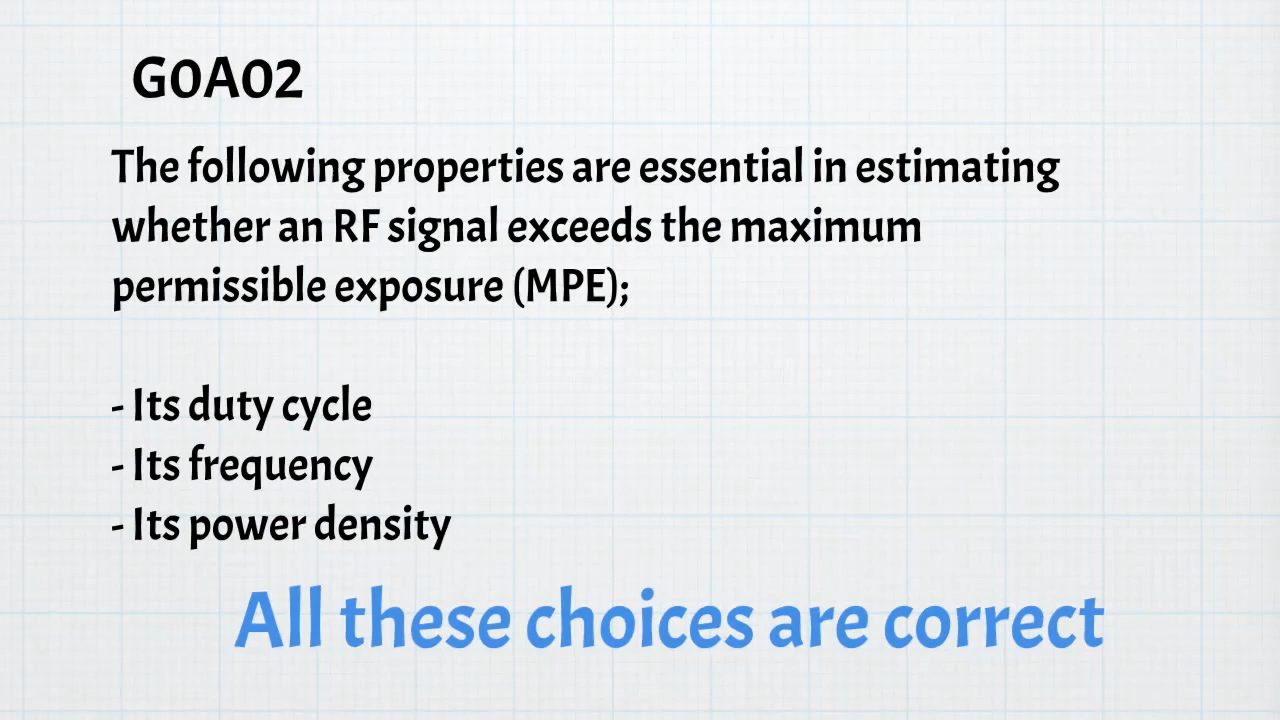 G0A02
The following properties are essential in estimating
whether an RF signal exceeds the maximum
permissible exposure (MPE);
- Its duty cycle
- Its frequency
- Its power density
All these choices are correct